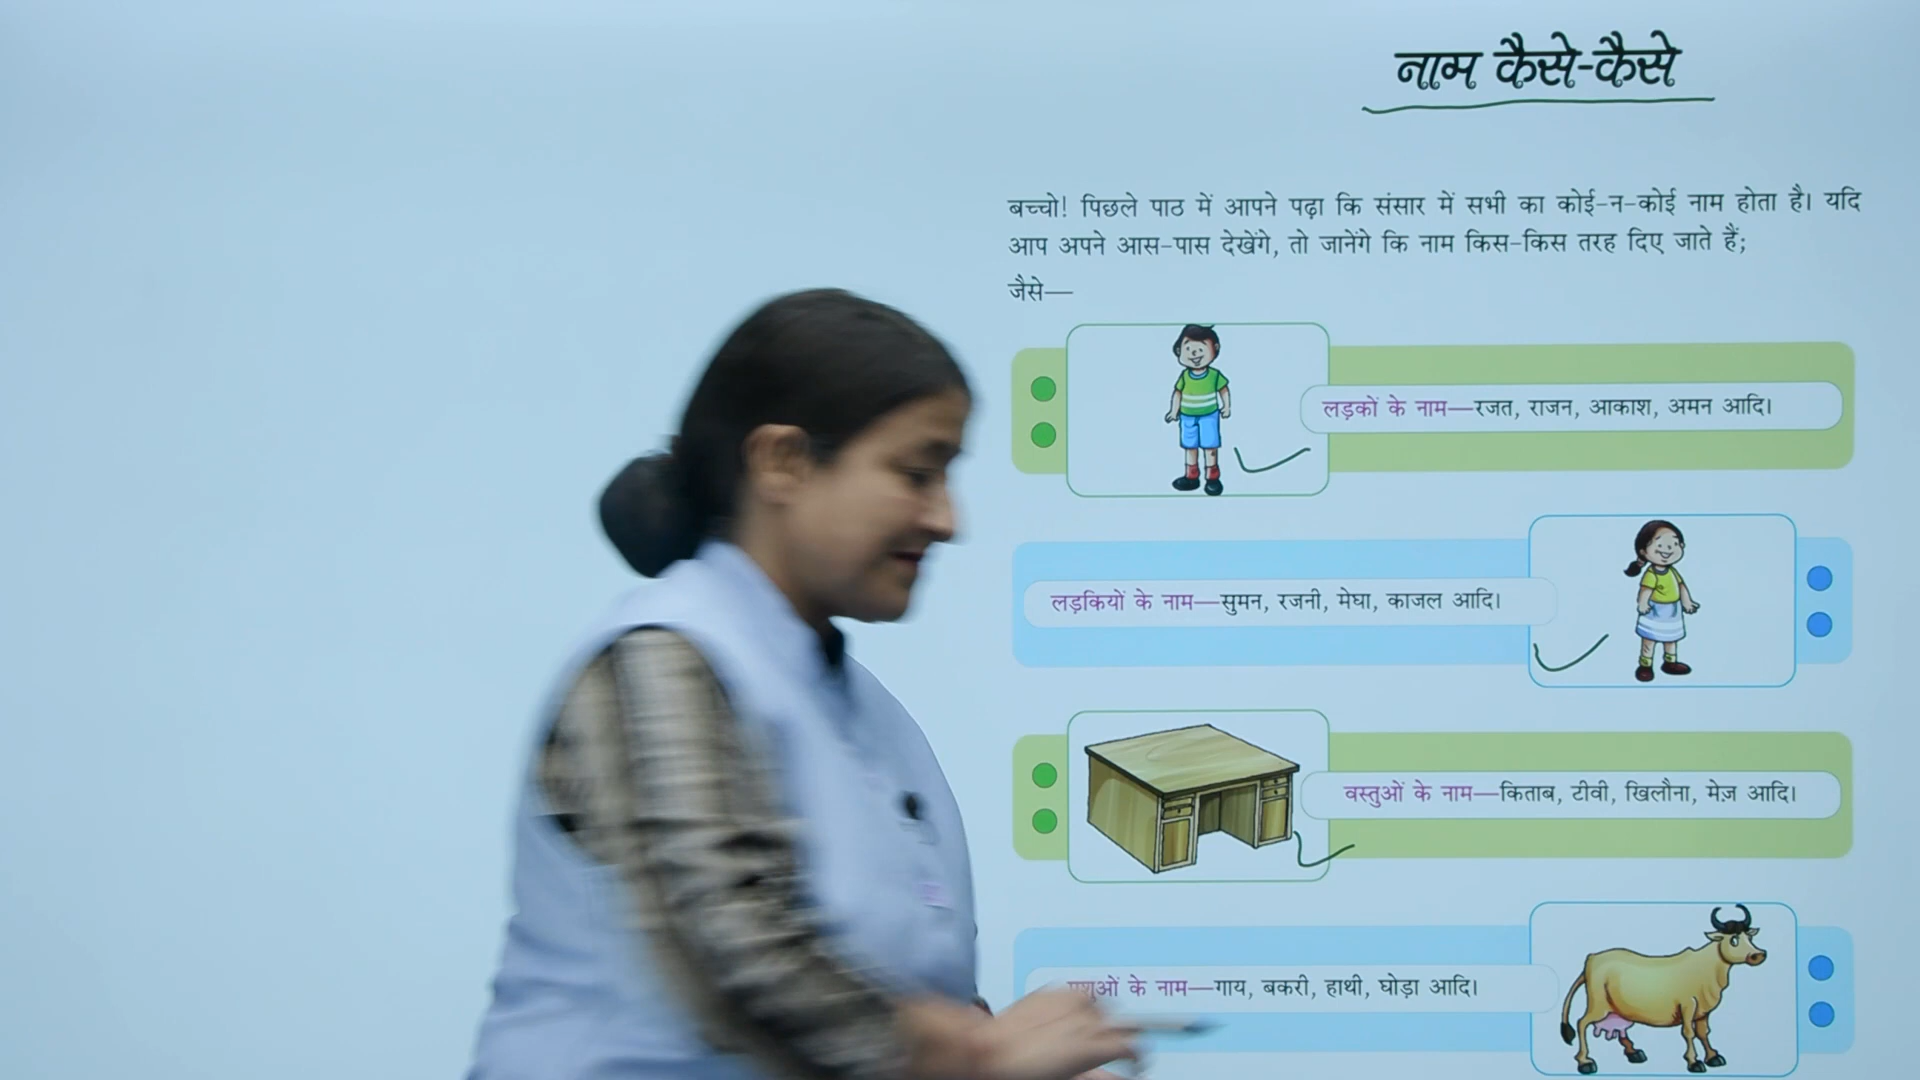 नाम कैसे-कैसे
बच्चो! पिछले पाठ में आपने पढ़ा कि संसार में सभी का कोई-न-कोई नाम होता है। यदि
आप अपने आस-पास देखेंगे, तो जानेंगे कि नाम किस-किस तरह दिए जाते हैं;
जैसे—
लड़कों के नाम—रजत, राजन, आकाश, अमन आदि।
लड़कियों के नाम—सुमन, रजनी, मेघा, काजल आदि।
वस्तुओं के नाम—किताब, टीवी, खिलौना, मेज़ आदि।
पशुओं के नाम—गाय, बकरी, हाथी, घोड़ा आदि।